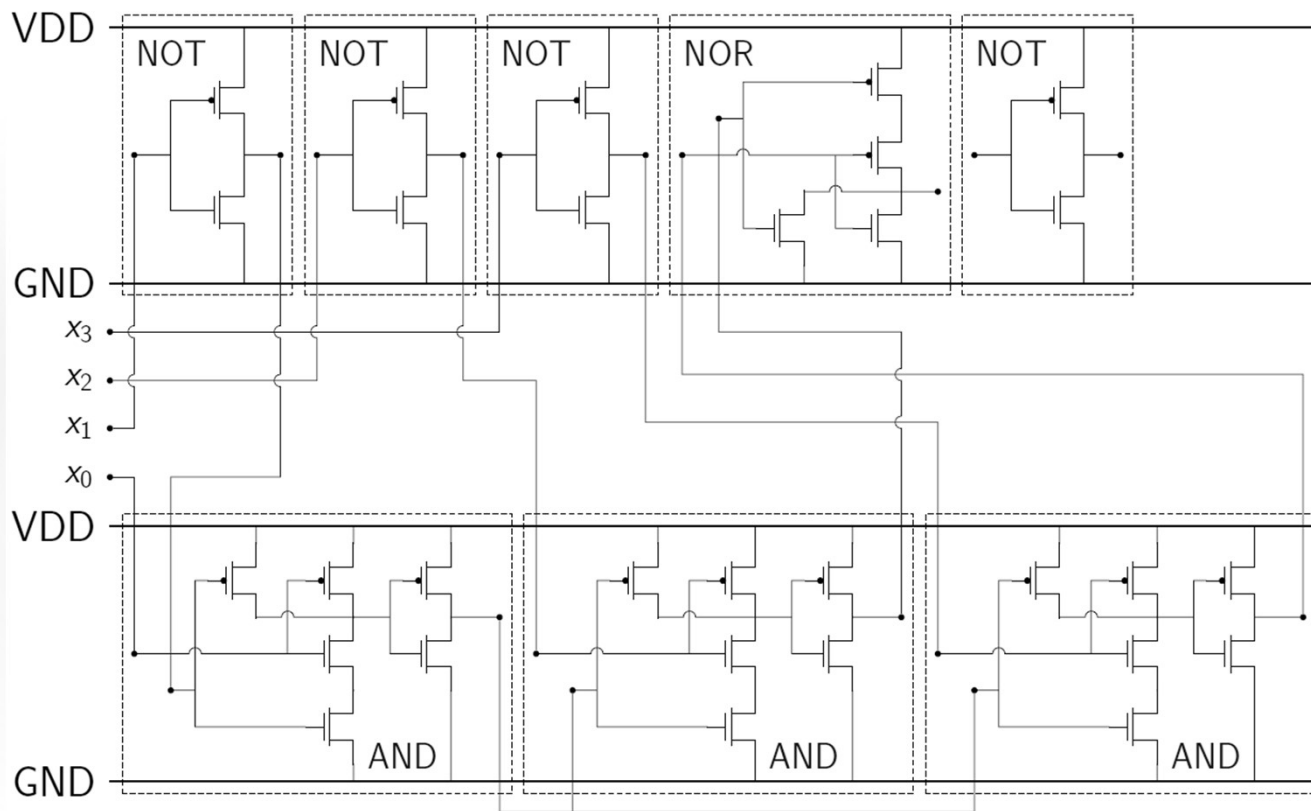 VDD
NOT
NOT
NOT
NOR
NOT
GND
x3
x2
x1
x0
VDD
AND
AND
AND
GND